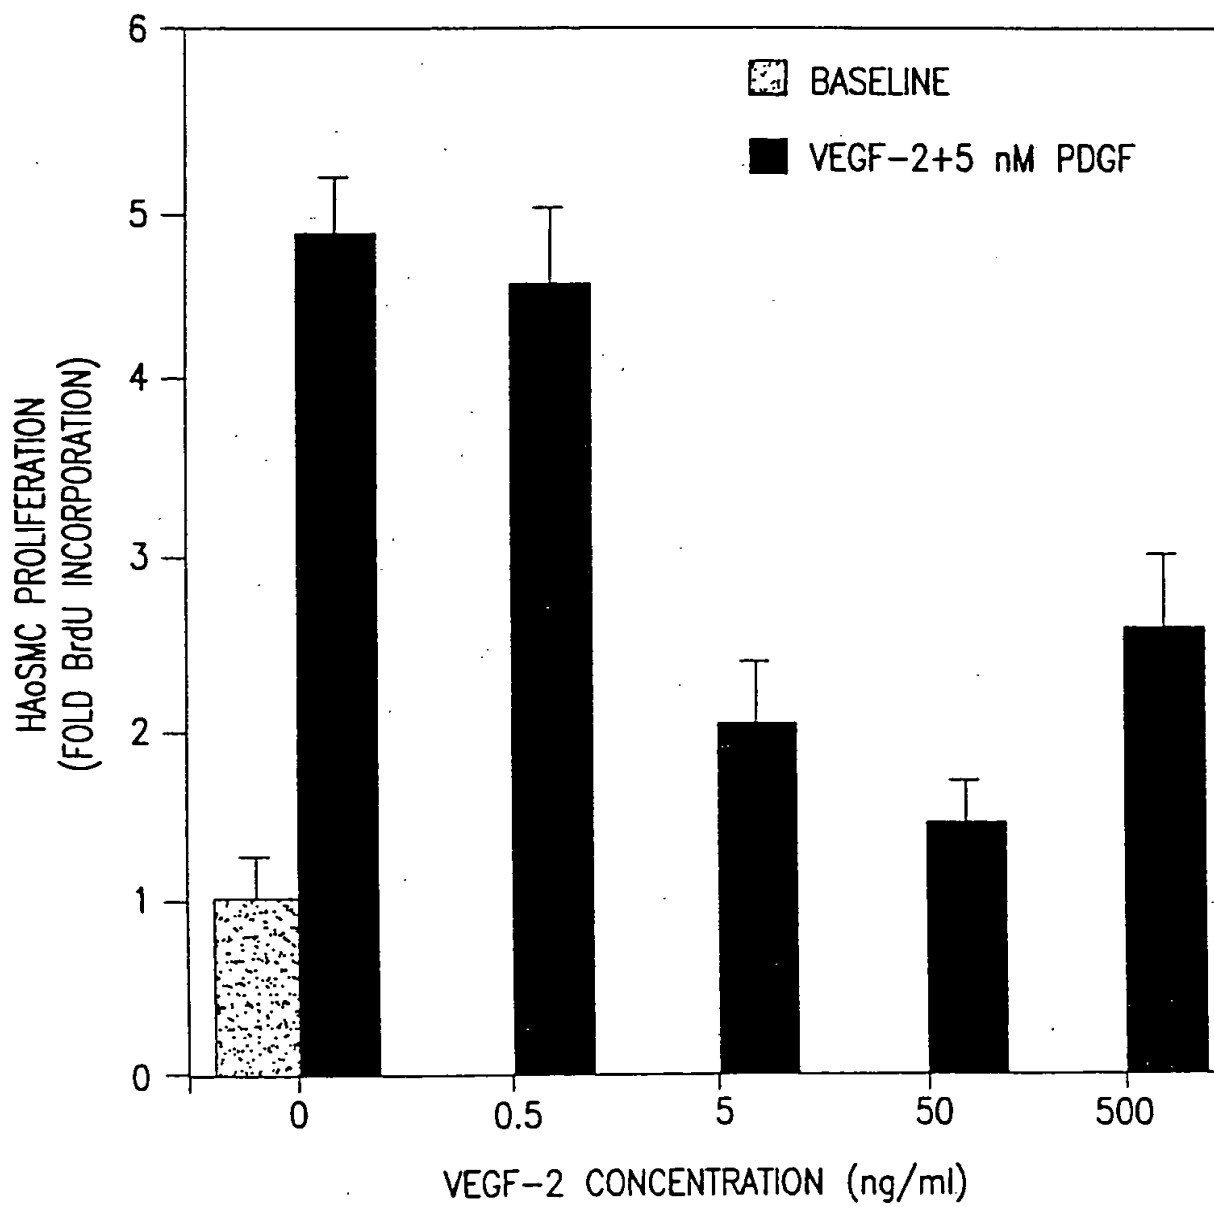 6
BASELINE
VEGF-2+5 nM PDGF
5
4
3
2
1
0
HAoSMC PROLIFERATION
(FOLD BrdU INCORPORATION)
0 0.5 5 50 500
VEGF-2 CONCENTRATION (ng/ml)